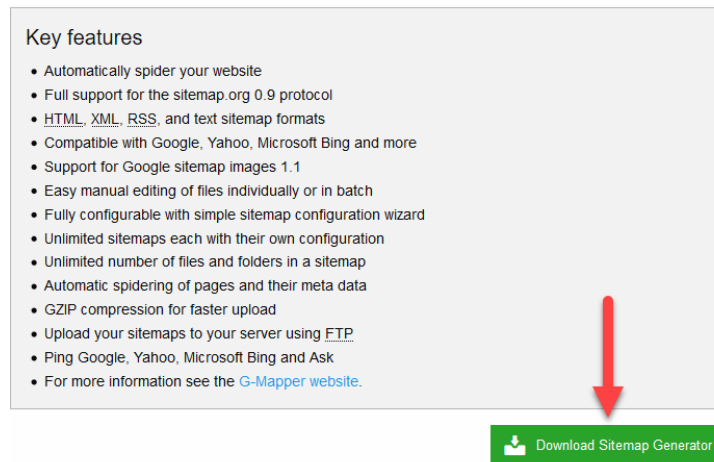 Key features
Automatically spider your website
Full support for the sitemap.org 0.9 protocol
HTML, XML, RSS, and text sitemap formats
Compatible with Google, Yahoo, Microsoft Bing and more
Support for Google sitemap images 1.1
Easy manual editing of files individually or in batch
Fully configurable with simple sitemap configuration wizard
Unlimited sitemaps each with their own configuration
Unlimited number of files and folders in a sitemap
Automatic spidering of pages and their meta data
GZIP compression for faster upload
Upload your sitemaps to your server using FTP
Ping Google, Yahoo, Microsoft Bing and Ask
For more information see the G-Mapper website.
Download Sitemap Generator